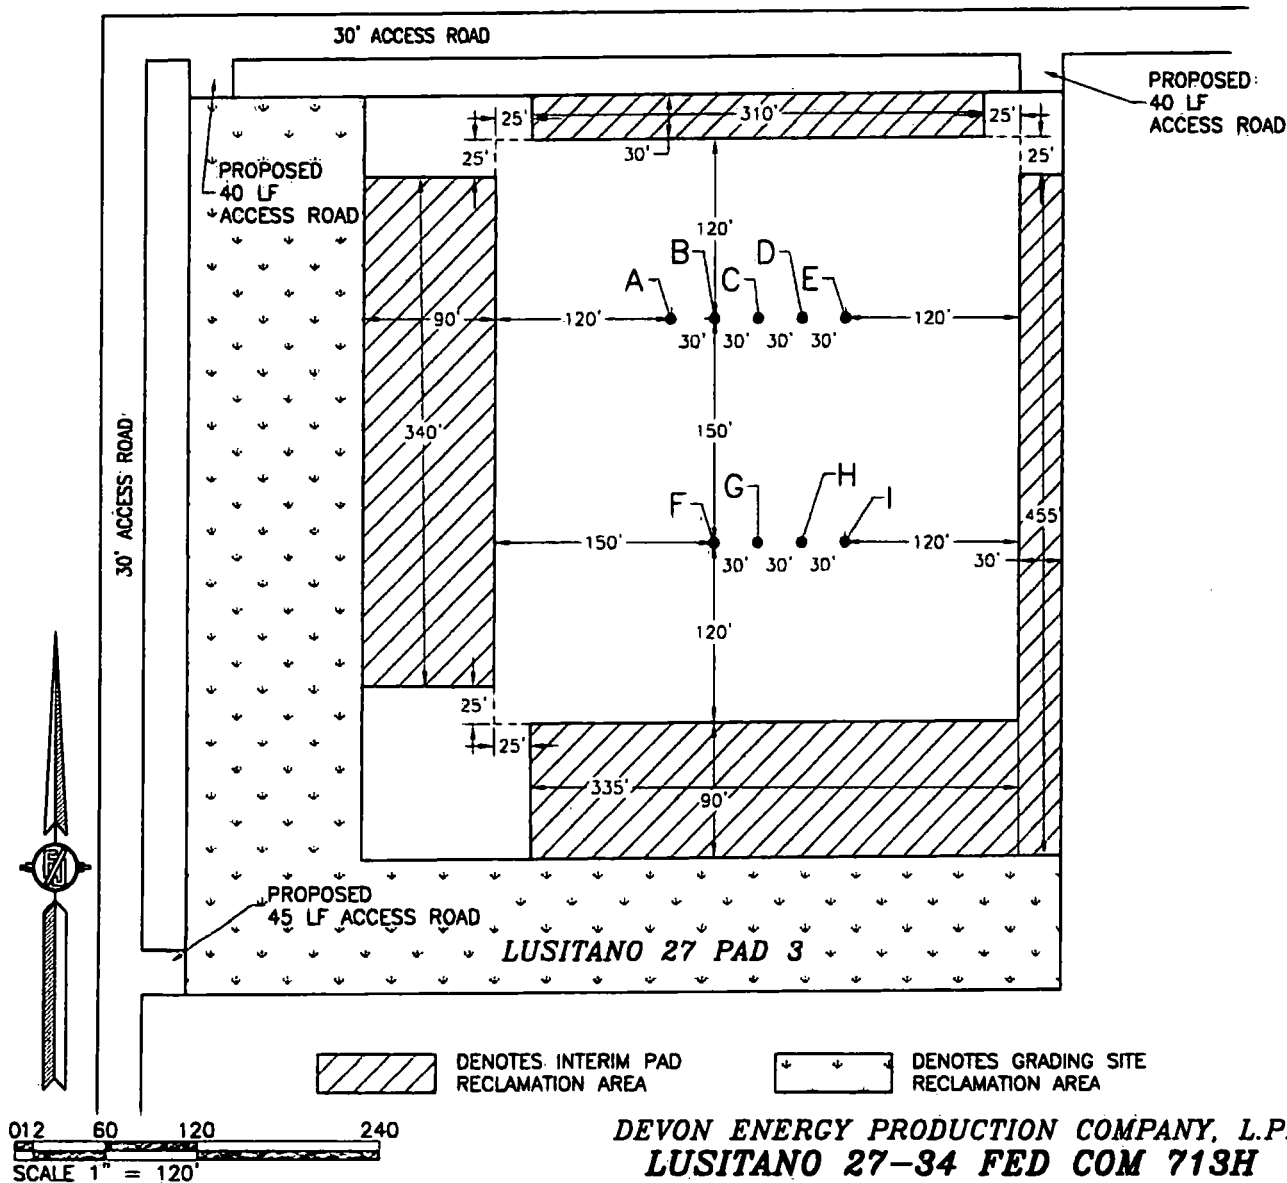 30' ACCESS ROAD
PROPOSED
40 LF
ACCESS ROAD
25'
310'
25'
25'
30'
25'
PROPOSED
40 LF
ACCESS ROAD
120'
A
B
C
D
E
90'
120'
30'
30'
30'
30'
120'
340'
150'
30' ACCESS ROAD
F
G
H
I
455'
150'
30'
30'
30'
120'
30'
120'
25'
25'
335'
90'
PROPOSED
45 LF ACCESS ROAD
LUSITANO 27 PAD 3
DENOTES INTERIM PAD
RECLAMATION AREA
DENOTES GRADING SITE
RECLAMATION AREA
012 60 120 240
SCALE 1" = 120'
DEVON ENERGY PRODUCTION COMPANY, L.P.
LUSITANO 27-34 FED COM 713H